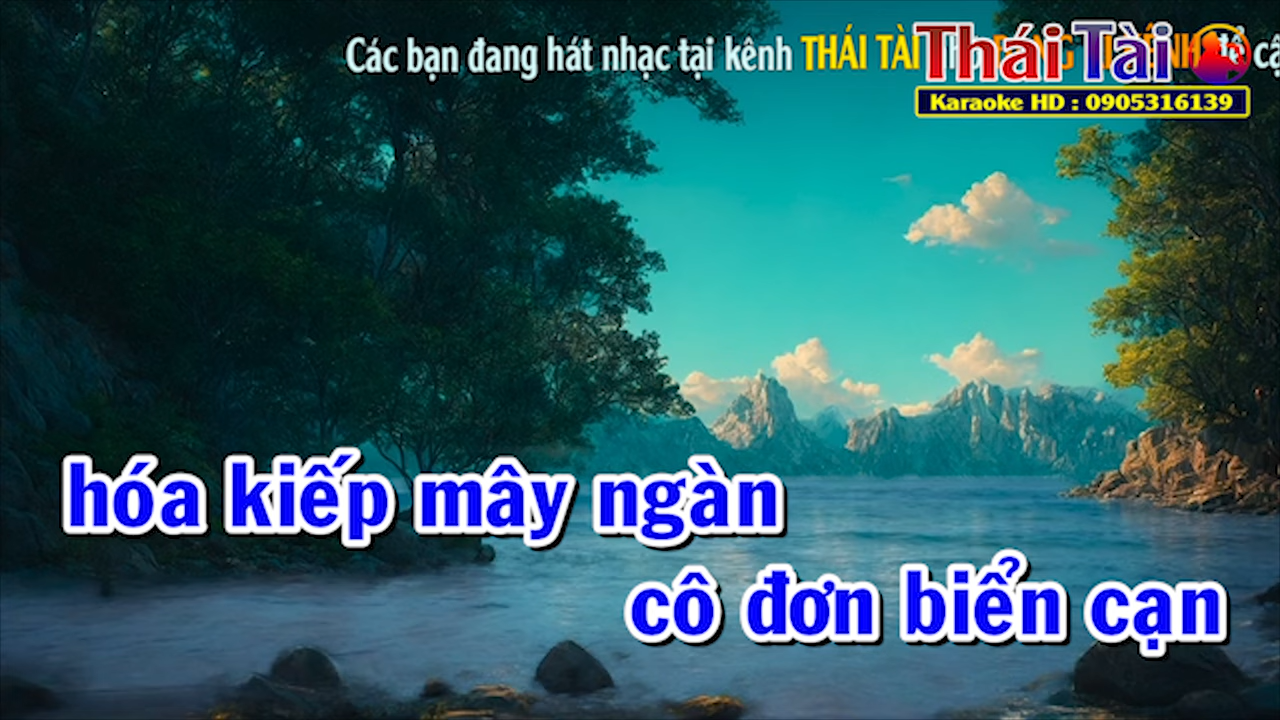 Các bạn đang hát nhạc tại kênh THÁI TÀI
Thái Tài
Karaoke HD : 0905316139
hóa kiếp mây ngàn
cô đơn biển cạn